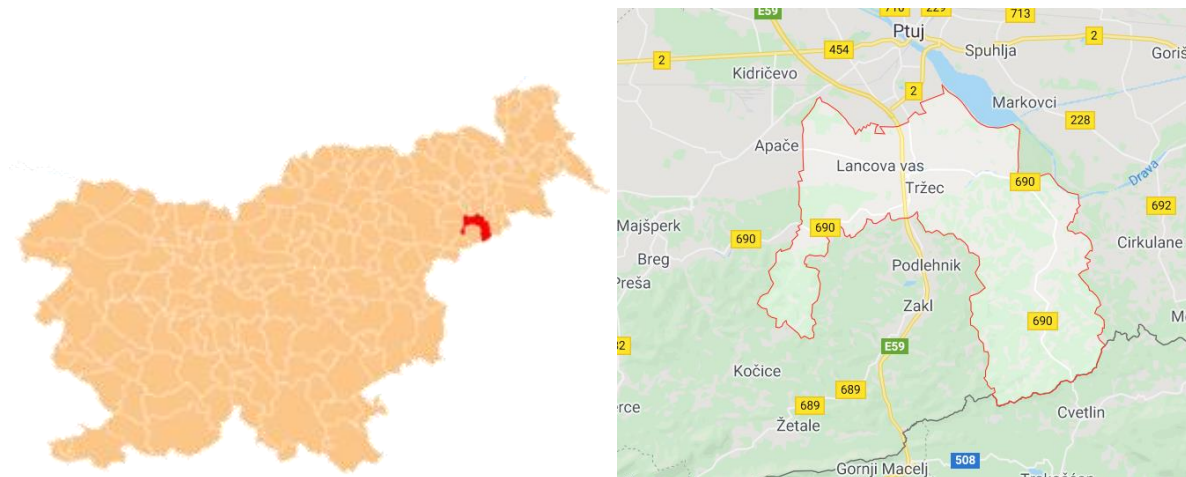 E59
710
229
713
Ptuj
454
Spuhlja
2
2
Kidričevo
Goriš
2
Markovci
228
Apače
Lancova vas
Drava
Tržec
690
692
Majšperk
690
690
Cirkulane
Breg
Podlehnik
Preša
Zakl
690
E59
Kočice
689
689
erce
Žetale
Cvetlin
508
Gornji Macelj